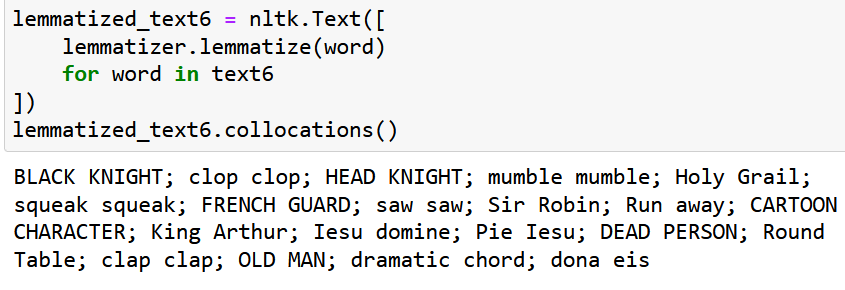 lemmatized_text6 = nltk.Text([
    lemmatizer.lemmatize(word)
    for word in text6
])
lemmatized_text6.collocations()
BLACK KNIGHT; clop clop; HEAD KNIGHT; mumble mumble; Holy Grail;
squeak squeak; FRENCH GUARD; saw saw; Sir Robin; Run away; CARTOON
CHARACTER; King Arthur; Iesu domine; Pie Iesu; DEAD PERSON; Round
Table; clap clap; OLD MAN; dramatic chord; dona eis